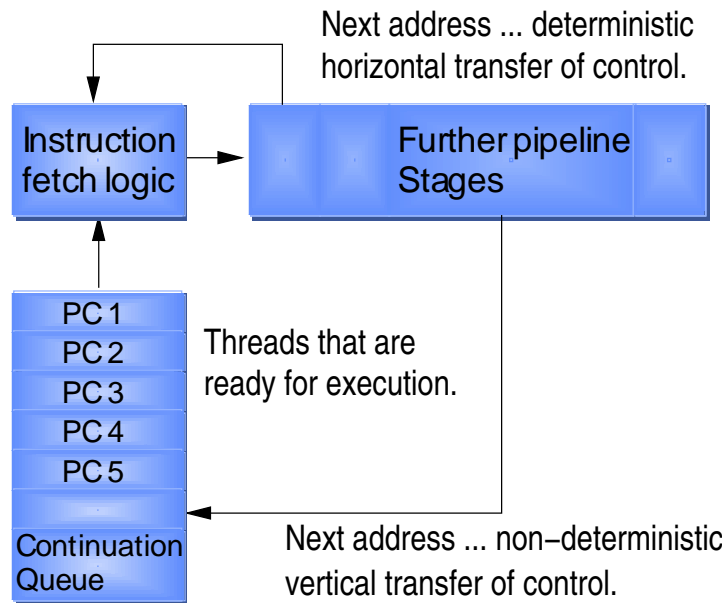 Next address ... deterministic
horizontal transfer of control.
Instruction
fetch logic
Further pipeline
Stages
PC 1
PC 2
PC 3
PC 4
PC 5
Threads that are
ready for execution.
Continuation
Queue
Next address ... non−deterministic
vertical transfer of control.